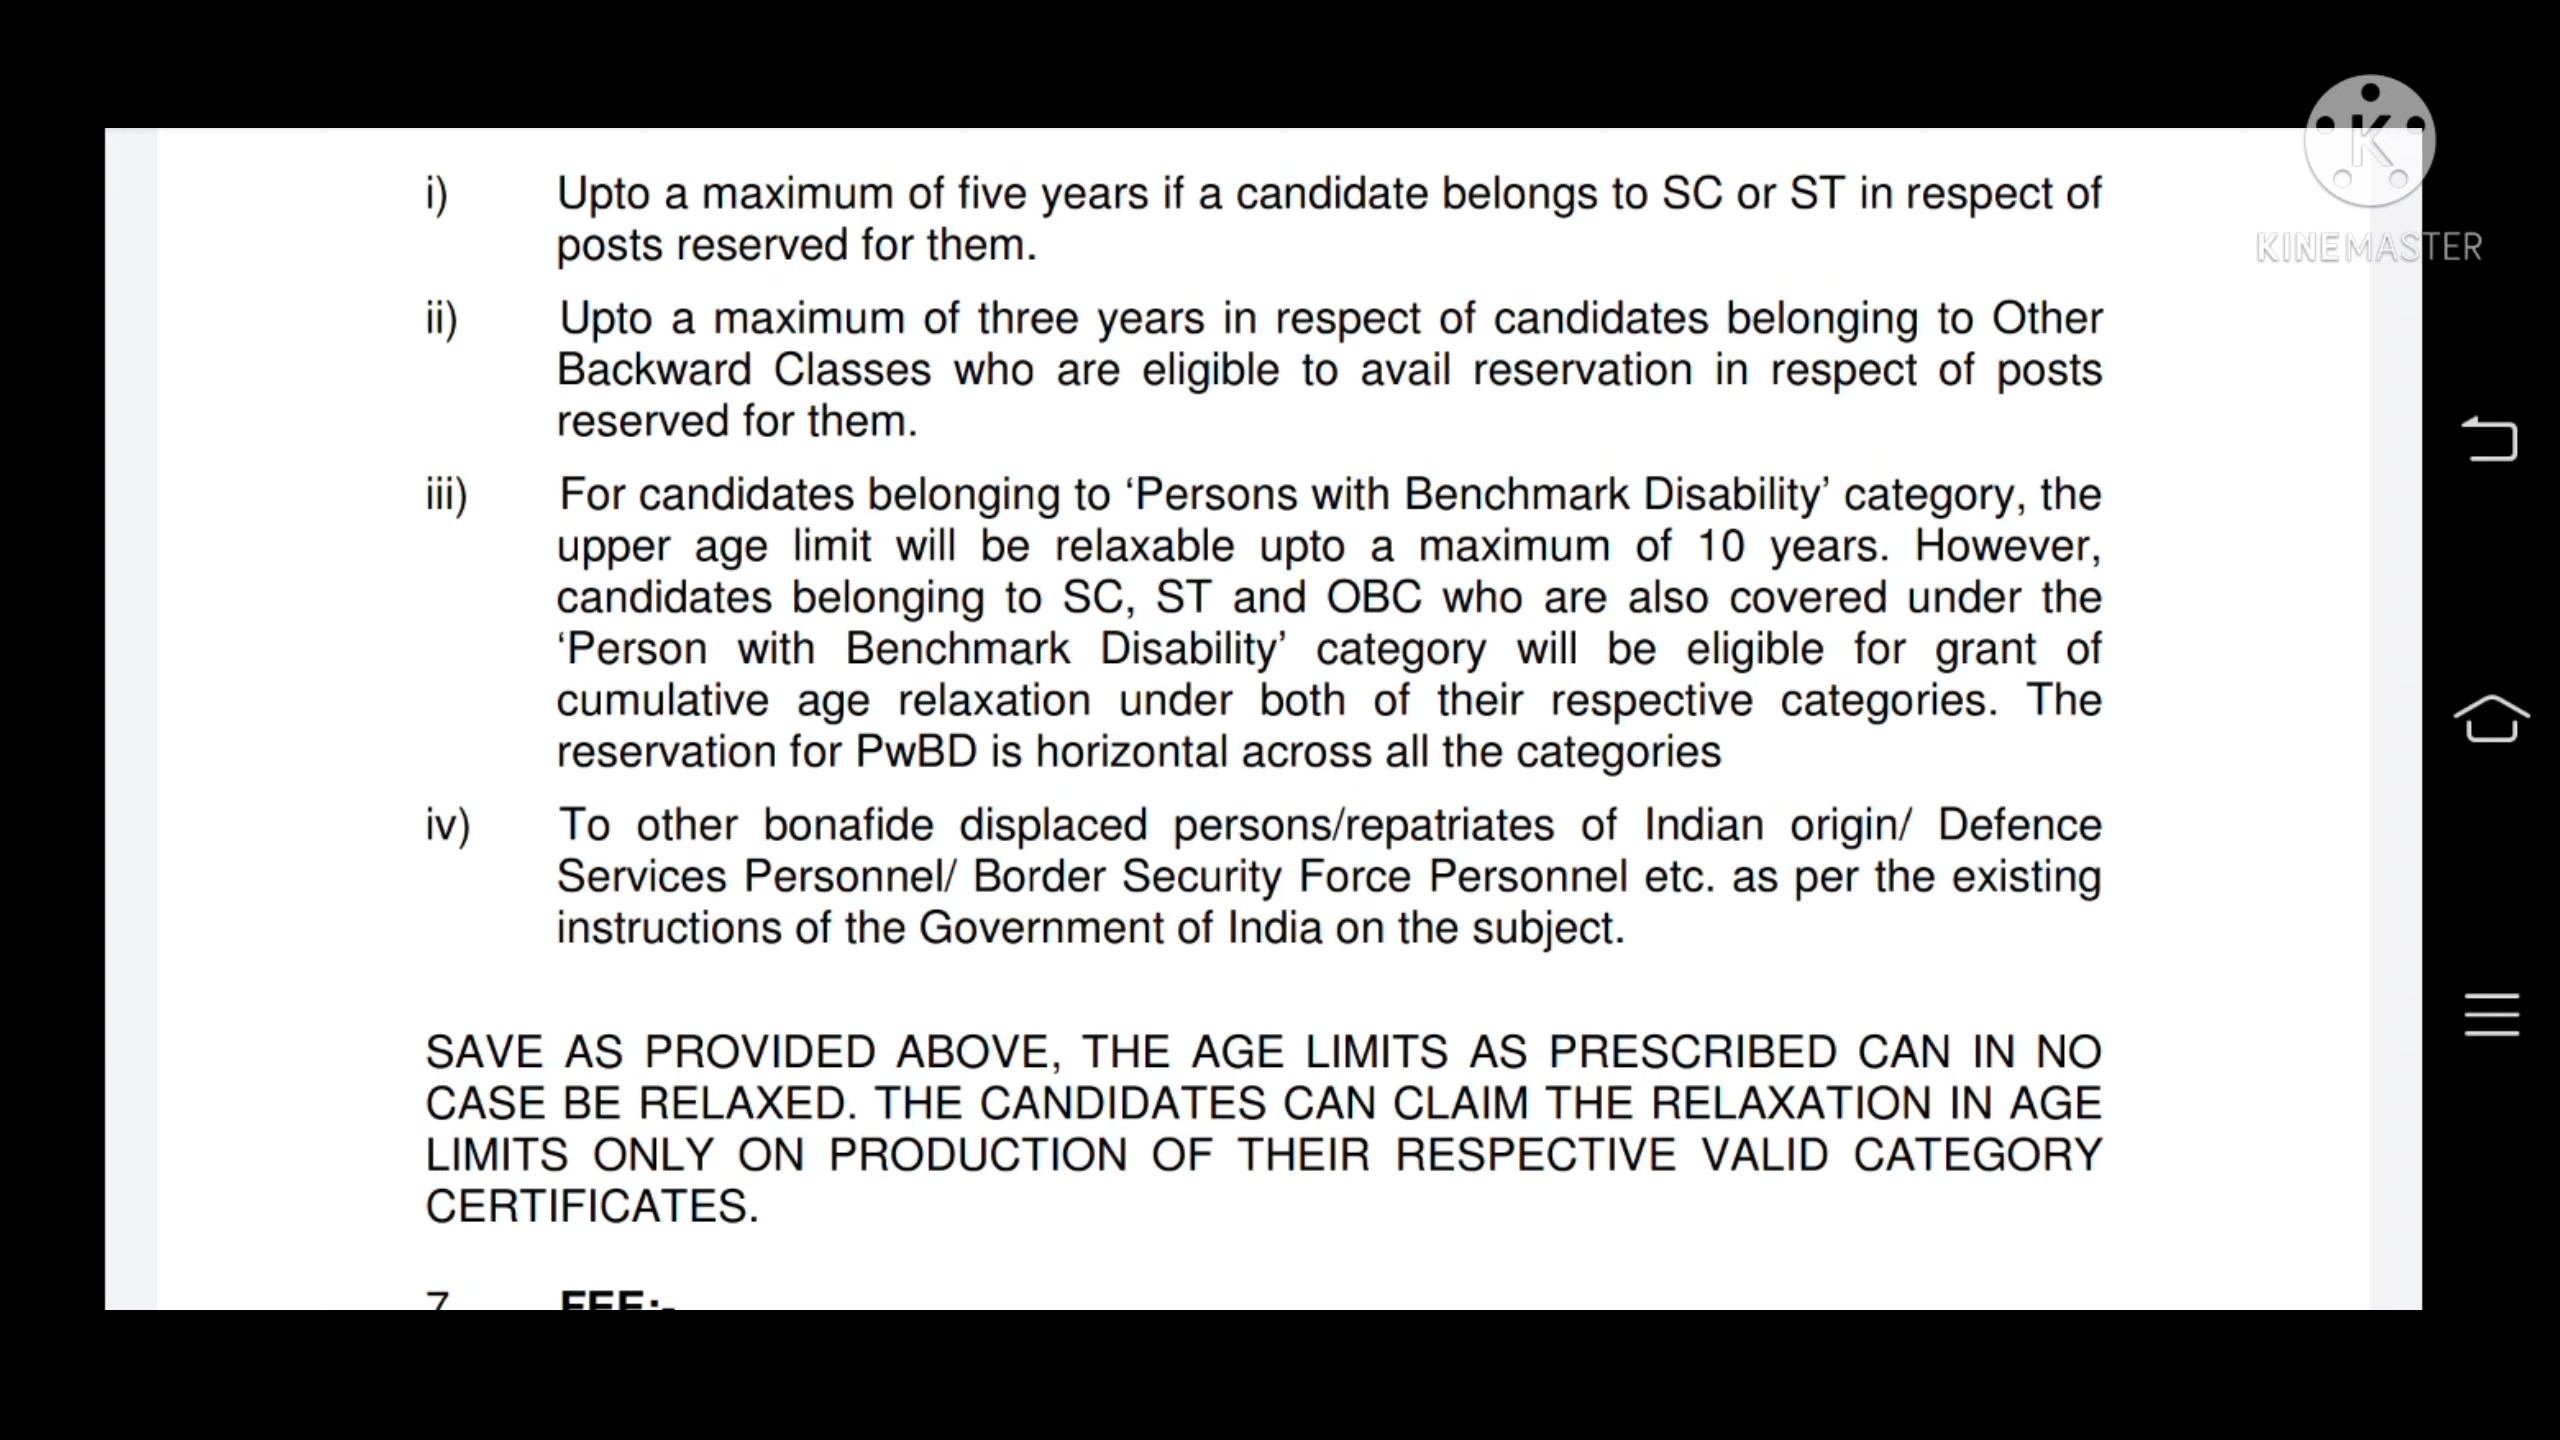 K
KINEMASTER
i) Upto a maximum of five years if a candidate belongs to SC or ST in respect of
posts reserved for them.
ii) Upto a maximum of three years in respect of candidates belonging to Other
Backward Classes who are eligible to avail reservation in respect of posts
reserved for them.
iii) For candidates belonging to ‘Persons with Benchmark Disability’ category, the
upper age limit will be relaxable upto a maximum of 10 years. However,
candidates belonging to SC, ST and OBC who are also covered under the
‘Person with Benchmark Disability’ category will be eligible for grant of
cumulative age relaxation under both of their respective categories. The
reservation for PwBD is horizontal across all the categories
iv) To other bonafide displaced persons/repatriates of Indian origin/ Defence
Services Personnel/ Border Security Force Personnel etc. as per the existing
instructions of the Government of India on the subject.
SAVE AS PROVIDED ABOVE, THE AGE LIMITS AS PRESCRIBED CAN IN NO
CASE BE RELAXED. THE CANDIDATES CAN CLAIM THE RELAXATION IN AGE
LIMITS ONLY ON PRODUCTION OF THEIR RESPECTIVE VALID CATEGORY
CERTIFICATES.
7 FEE:-